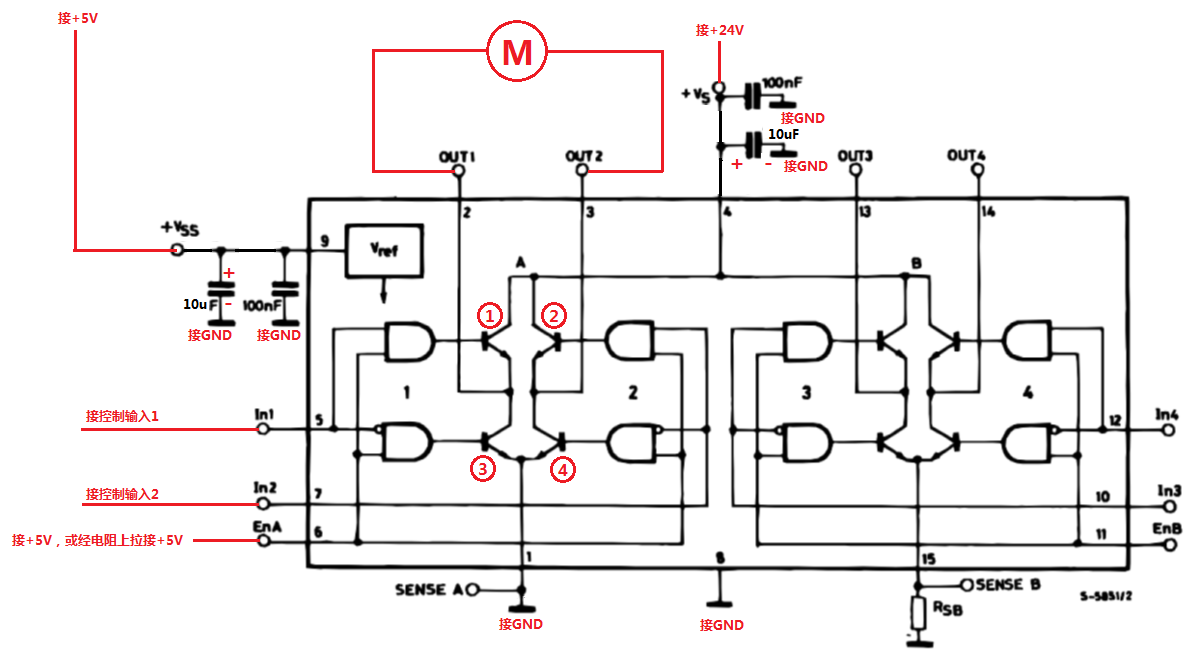 接+5V
M
接+24V
+VS
100nF
接GND
10uF
+ -
接GND
OUT1
OUT2
OUT3
OUT4
2
3
4
13
14
+VSS
9
Vref
A
B
+
10uF
-
100nF
接GND
接GND
①
②
1
2
3
4
接控制输入1
In1
5
12
In4
③
④
接控制输入2
In2
7
10
In3
接+5V，或经电阻上拉接+5V
EnA
6
11
EnB
1
8
15
SENSE A
SENSE B
S-5851/2
RSB
接GND
接GND